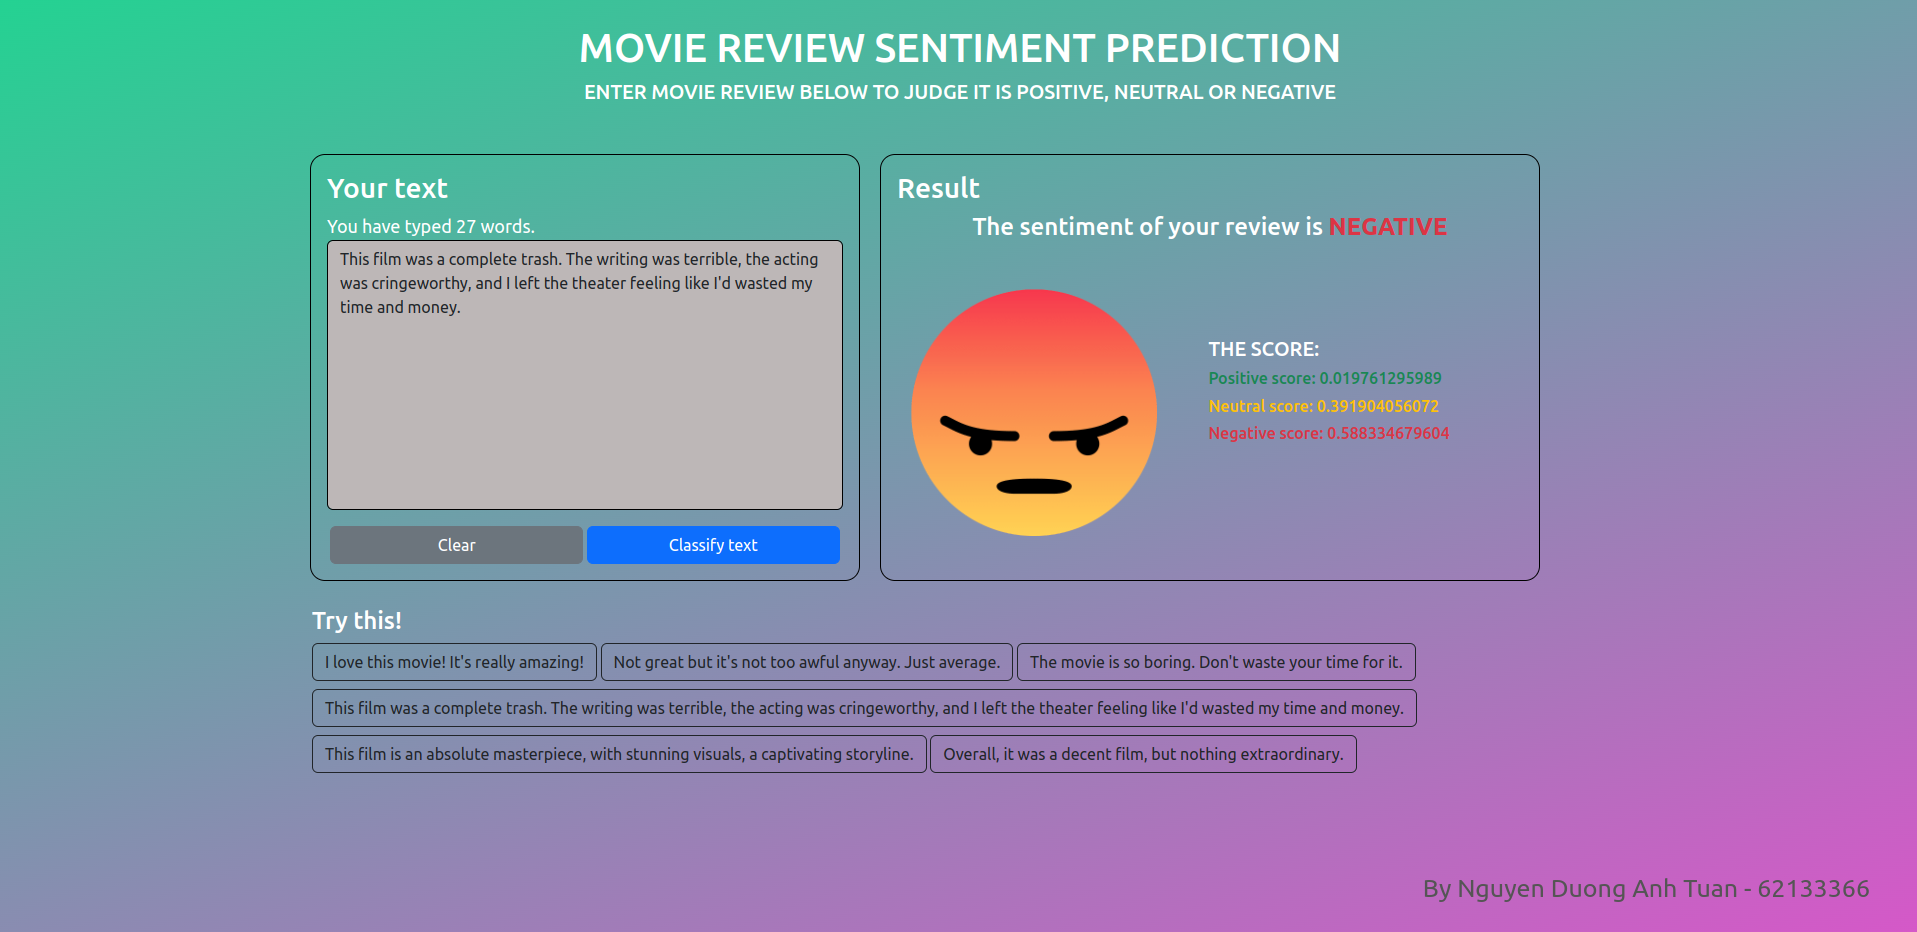 MOVIE REVIEW SENTIMENT PREDICTION
ENTER MOVIE REVIEW BELOW TO JUDGE IT IS POSITIVE, NEUTRAL OR NEGATIVE
Your text
You have typed 27 words.
This film was a complete trash. The writing was terrible, the acting
was cringeworthy, and I left the theater feeling like I'd wasted my
time and money.
Clear
Classify text
Result
The sentiment of your review is NEGATIVE
THE SCORE:
Positive score: 0.019761295989
Neutral score: 0.391904056072
Negative score: 0.588334679604
Try this!
I love this movie! It's really amazing!
Not great but it's not too awful anyway. Just average.
The movie is so boring. Don't waste your time for it.
This film was a complete trash. The writing was terrible, the acting was cringeworthy, and I left the theater feeling like I'd wasted my time and money.
This film is an absolute masterpiece, with stunning visuals, a captivating storyline.
Overall, it was a decent film, but nothing extraordinary.
By Nguyen Duong Anh Tuan - 62133366